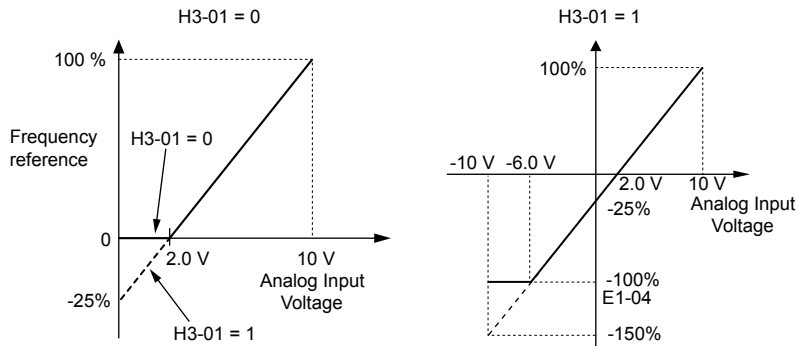 H3-01 = 0
100 %
Frequency
reference
H3-01 = 0
0
2.0 V
10 V
Analog Input
Voltage
-25%
H3-01 = 1
H3-01 = 1
100%
-10 V
-6.0 V
2.0 V
10 V
Analog Input
Voltage
-25%
-100%
E1-04
-150%